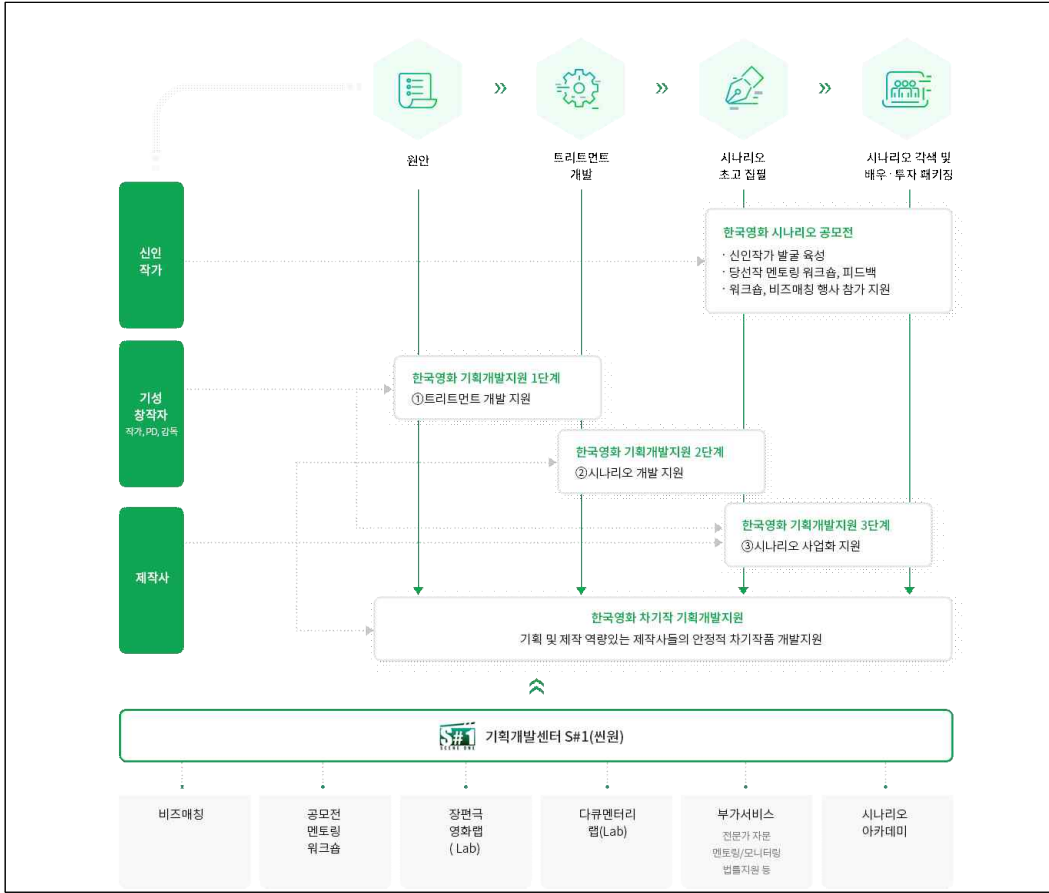 원안
트리트먼트
개발
시나리오
초고 집필
시나리오 각색 및
배우·투자 패키징
신인
작가
한국영화 시나리오 공모전
· 신인작가 발굴 육성
· 당선작 멘토링 워크숍, 피드백
· 워크숍, 비즈매칭 행사 참가 지원
기성
창작자
작가, PD, 감독
한국영화 기획개발지원 1단계
①트리트먼트 개발 지원
한국영화 기획개발지원 2단계
②시나리오 개발 지원
제작사
한국영화 기획개발지원 3단계
③시나리오 사업화 지원
한국영화 차기작 기획개발지원
기획 및 제작 역량있는 제작사들의 안정적 차기작품 개발지원
S#1
SCENE ONE
기획개발센터 S#1(씬원)
비즈매칭
공모전
멘토링
워크숍
장편극
영화랩
( Lab)
다큐멘터리
랩(Lab)
부가서비스
전문가 자문
멘토링/모니터링
법률지원 등
시나리오
아카데미